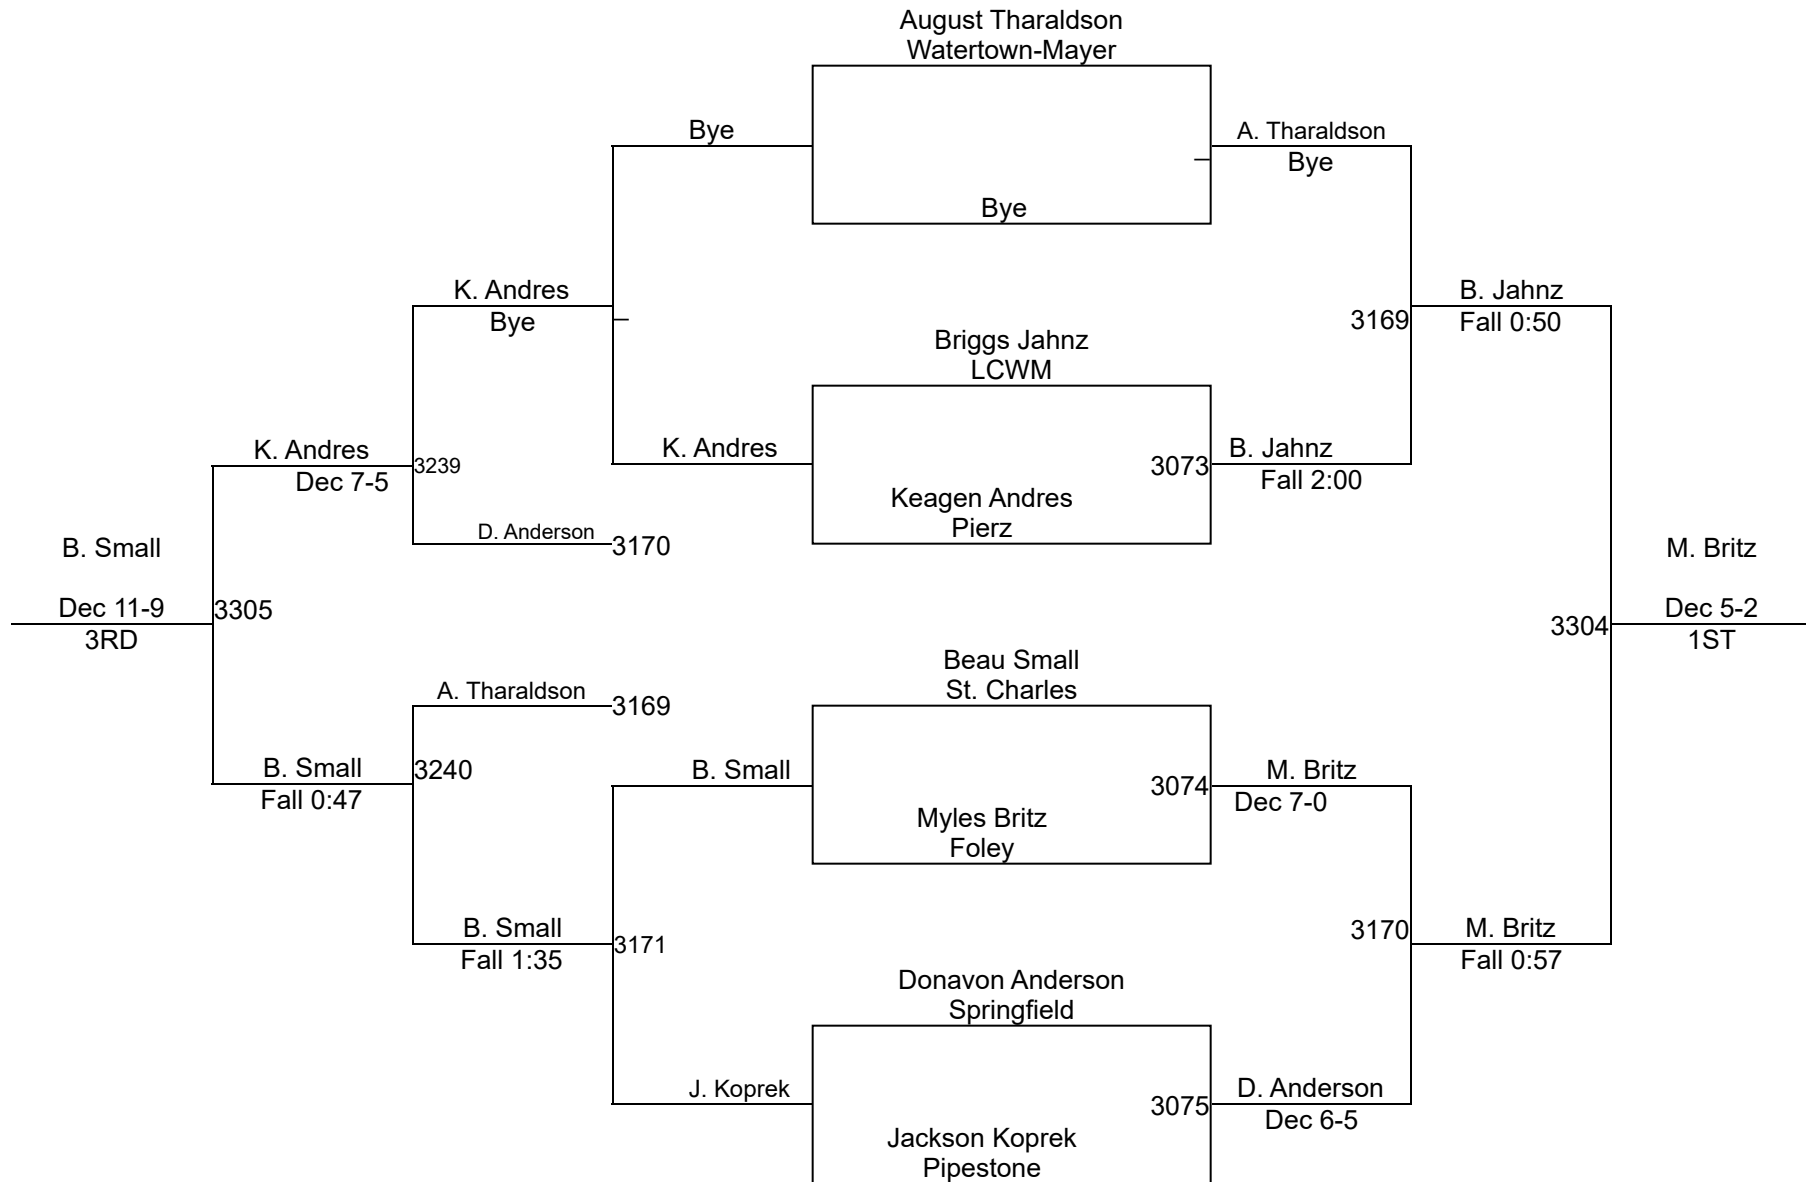 August Tharaldson
Watertown-Mayer
Bye
A. Tharaldson
Bye
Bye
K. Andres
Bye
B. Jahnz
Fall 0:50
3169
Briggs Jahnz
LCWM
K. Andres
Dec 7-5
3239
K. Andres
3073
B. Jahnz
Fall 2:00
Keagen Andres
Pierz
D. Anderson
3170
B. Small
Dec 11-9
3RD
3305
M. Britz
Dec 5-2
1ST
3304
Beau Small
St. Charles
A. Tharaldson
3169
B. Small
Fall 0:47
3240
B. Small
3074
M. Britz
Dec 7-0
Myles Britz
Foley
B. Small
Fall 1:35
3171
3170
M. Britz
Fall 0:57
Donavon Anderson
Springfield
J. Koprek
3075
D. Anderson
Dec 6-5
Jackson Koprek
Pipestone